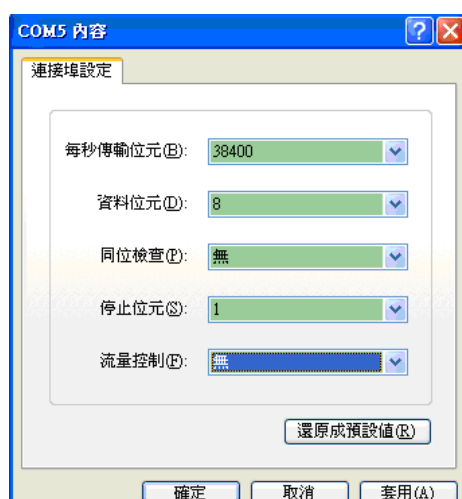 COM5 內容
連接埠設定
每秒傳輸位元(B): 38400
資料位元(D): 8
同位檢查(P): 無
停止位元(S): 1
流量控制(F): 無
還原成預設值(R)
確定 取消 套用(A)